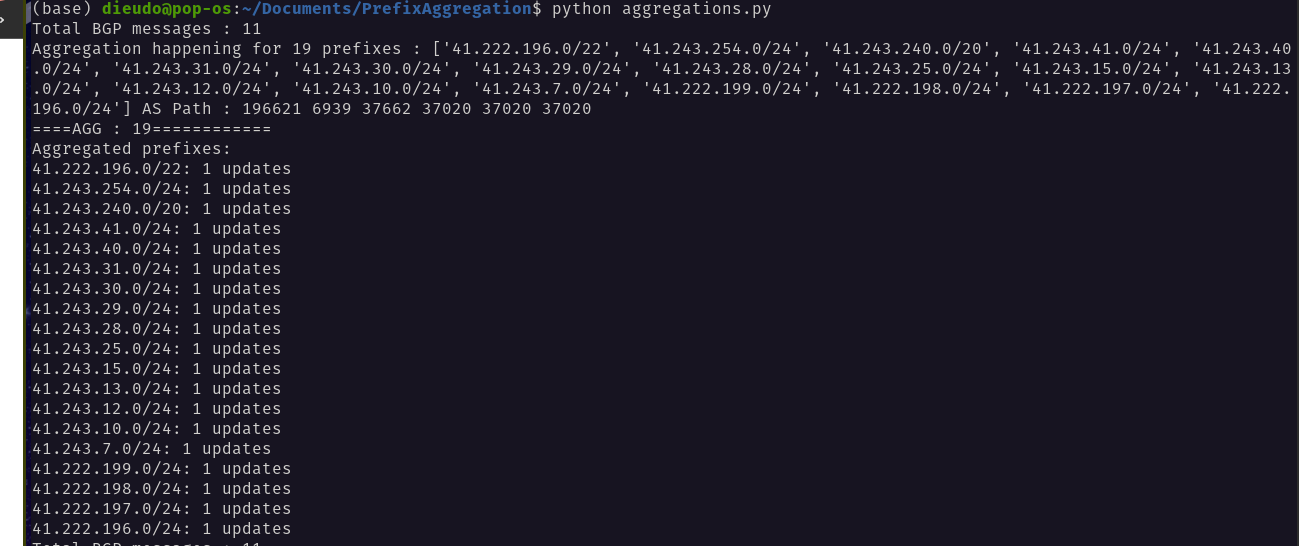 (base) dieudo@pop-os:~/Documents/PrefixAggregation$ python aggregations.py
Total BGP messages : 11
Aggregation happening for 19 prefixes : ['41.222.196.0/22', '41.243.254.0/24', '41.243.240.0/20', '41.243.41.0/24', '41.243.40
.0/24', '41.243.31.0/24', '41.243.30.0/24', '41.243.29.0/24', '41.243.28.0/24', '41.243.25.0/24', '41.243.15.0/24', '41.243.13
.0/24', '41.243.12.0/24', '41.243.10.0/24', '41.243.7.0/24', '41.222.199.0/24', '41.222.198.0/24', '41.222.197.0/24', '41.222.
196.0/24'] AS Path : 196621 6939 37662 37020 37020 37020
====AGG : 19============
Aggregated prefixes:
41.222.196.0/22: 1 updates
41.243.254.0/24: 1 updates
41.243.240.0/20: 1 updates
41.243.41.0/24: 1 updates
41.243.40.0/24: 1 updates
41.243.31.0/24: 1 updates
41.243.30.0/24: 1 updates
41.243.29.0/24: 1 updates
41.243.28.0/24: 1 updates
41.243.25.0/24: 1 updates
41.243.15.0/24: 1 updates
41.243.13.0/24: 1 updates
41.243.12.0/24: 1 updates
41.243.10.0/24: 1 updates
41.243.7.0/24: 1 updates
41.222.199.0/24: 1 updates
41.222.198.0/24: 1 updates
41.222.197.0/24: 1 updates
41.222.196.0/24: 1 updates
Total BGP messages : 11